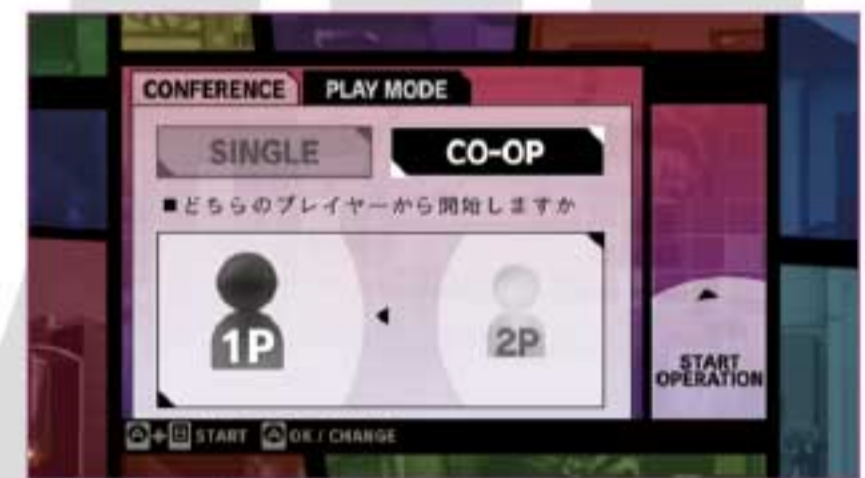 CONFERENCE PLAY MODE
SINGLE CO-OP
■どちらのプレイヤーから開始しますか
1P 2P
START
OPERATION
A+B START A OK / CHANGE